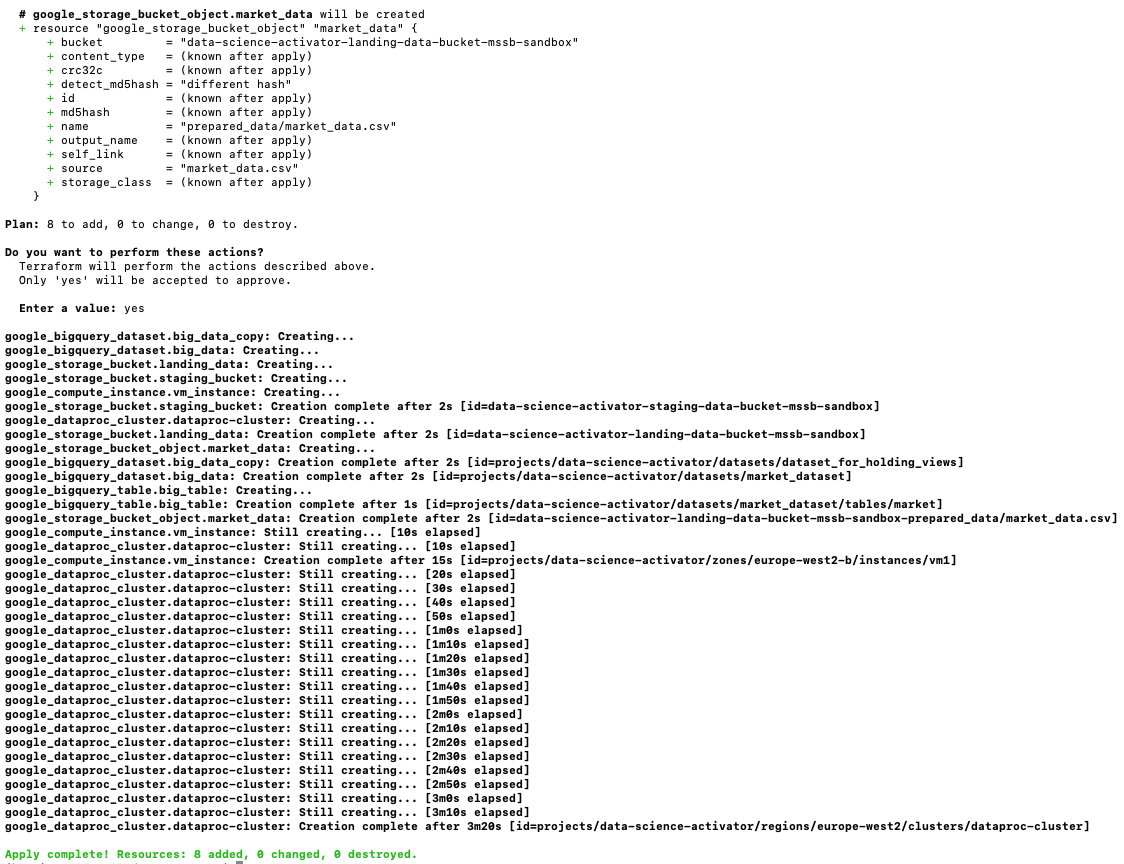 # google_storage_bucket_object.market_data will be created
+ resource "google_storage_bucket_object" "market_data" {
+ bucket = "data-science-activator-landing-data-bucket-mssb-sandbox"
+ content_type = (known after apply)
+ crc32c = (known after apply)
+ detect_md5hash = "different hash"
+ id = (known after apply)
+ md5hash = (known after apply)
+ name = "prepared_data/market_data.csv"
+ output_name = (known after apply)
+ self_link = (known after apply)
+ source = "market_data.csv"
+ storage_class = (known after apply)
}
Plan: 8 to add, 0 to change, 0 to destroy.
Do you want to perform these actions?
Terraform will perform the actions described above.
Only 'yes' will be accepted to approve.
Enter a value: yes
google_bigquery_dataset.big_data_copy: Creating...
google_bigquery_dataset.big_data: Creating...
google_storage_bucket.landing_data: Creating...
google_storage_bucket.staging_bucket: Creating...
google_compute_instance.vm_instance: Creating...
google_storage_bucket.staging_bucket: Creation complete after 2s [id=data-science-activator-staging-data-bucket-mssb-sandbox]
google_dataproc_cluster.dataproc-cluster: Creating...
google_storage_bucket.landing_data: Creation complete after 2s [id=data-science-activator-landing-data-bucket-mssb-sandbox]
google_storage_bucket_object.market_data: Creating...
google_bigquery_dataset.big_data_copy: Creation complete after 2s [id=projects/data-science-activator/datasets/dataset_for_holding_views]
google_bigquery_dataset.big_data: Creation complete after 2s [id=projects/data-science-activator/datasets/market_dataset]
google_bigquery_table.big_table: Creating...
google_bigquery_table.big_table: Creation complete after 1s [id=projects/data-science-activator/datasets/market_dataset/tables/market]
google_storage_bucket_object.market_data: Creation complete after 2s [id=data-science-activator-landing-data-bucket-mssb-sandbox-prepared_data/market_data.csv]
google_compute_instance.vm_instance: Still creating... [10s elapsed]
google_dataproc_cluster.dataproc-cluster: Still creating... [10s elapsed]
google_compute_instance.vm_instance: Creation complete after 15s [id=projects/data-science-activator/zones/europe-west2-b/instances/vm1]
google_dataproc_cluster.dataproc-cluster: Still creating... [20s elapsed]
google_dataproc_cluster.dataproc-cluster: Still creating... [30s elapsed]
google_dataproc_cluster.dataproc-cluster: Still creating... [40s elapsed]
google_dataproc_cluster.dataproc-cluster: Still creating... [50s elapsed]
google_dataproc_cluster.dataproc-cluster: Still creating... [1m0s elapsed]
google_dataproc_cluster.dataproc-cluster: Still creating... [1m10s elapsed]
google_dataproc_cluster.dataproc-cluster: Still creating... [1m20s elapsed]
google_dataproc_cluster.dataproc-cluster: Still creating... [1m30s elapsed]
google_dataproc_cluster.dataproc-cluster: Still creating... [1m40s elapsed]
google_dataproc_cluster.dataproc-cluster: Still creating... [1m50s elapsed]
google_dataproc_cluster.dataproc-cluster: Still creating... [2m0s elapsed]
google_dataproc_cluster.dataproc-cluster: Still creating... [2m10s elapsed]
google_dataproc_cluster.dataproc-cluster: Still creating... [2m20s elapsed]
google_dataproc_cluster.dataproc-cluster: Still creating... [2m30s elapsed]
google_dataproc_cluster.dataproc-cluster: Still creating... [2m40s elapsed]
google_dataproc_cluster.dataproc-cluster: Still creating... [2m50s elapsed]
google_dataproc_cluster.dataproc-cluster: Still creating... [3m0s elapsed]
google_dataproc_cluster.dataproc-cluster: Still creating... [3m10s elapsed]
google_dataproc_cluster.dataproc-cluster: Creation complete after 3m20s [id=projects/data-science-activator/regions/europe-west2/clusters/dataproc-cluster]
Apply complete! Resources: 8 added, 0 changed, 0 destroyed.